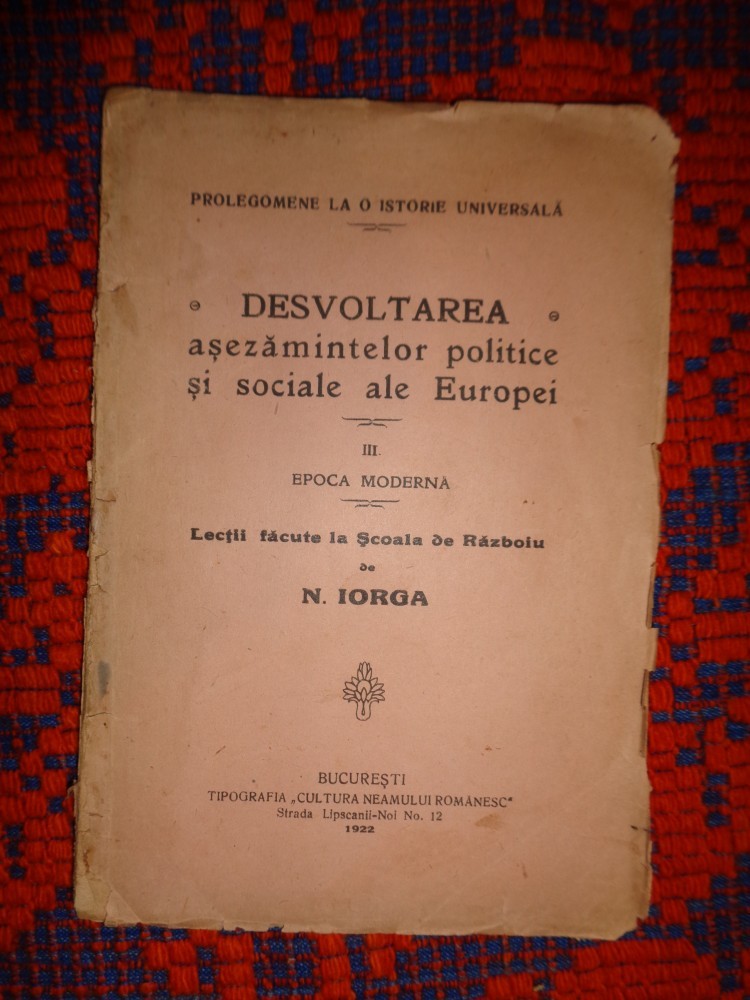 PROLEGOMENE LA O ISTORIE UNIVERSALĂ
DESVOLTAREA
așezămintelor politice
și sociale ale Europei
III.
EPOCA MODERNĂ
Lecții făcute la Școala de Războiu
de
N. IORGA
BUCUREȘTI
TIPOGRAFIA „CULTURA NEAMULUI ROMÂNESC“
Strada Lipscanii-Noi No. 12
1922